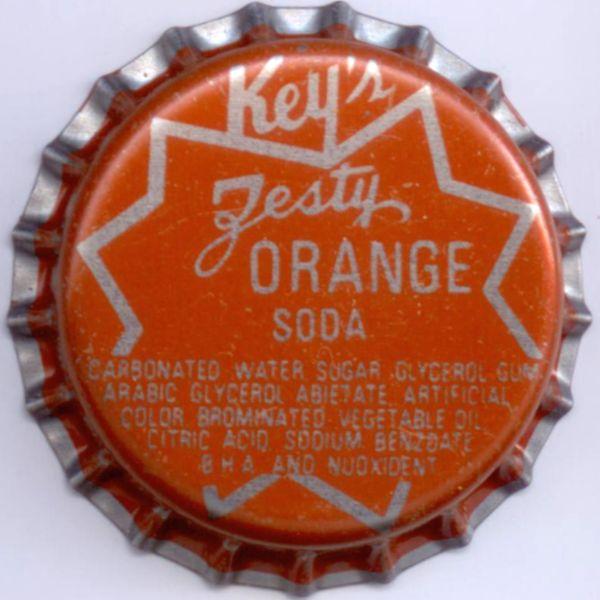 Key's
Zesty
ORANGE
SODA
CARBONATED WATER SUGAR GLYCEROL GUM
ARABIC GLYCEROL ABIETATE, ARTIFICIAL
COLOR, BROMINATED VEGETABLE OIL
CITRIC ACID, SODIUM BENZOATE
B H A AND NUOXIDENT